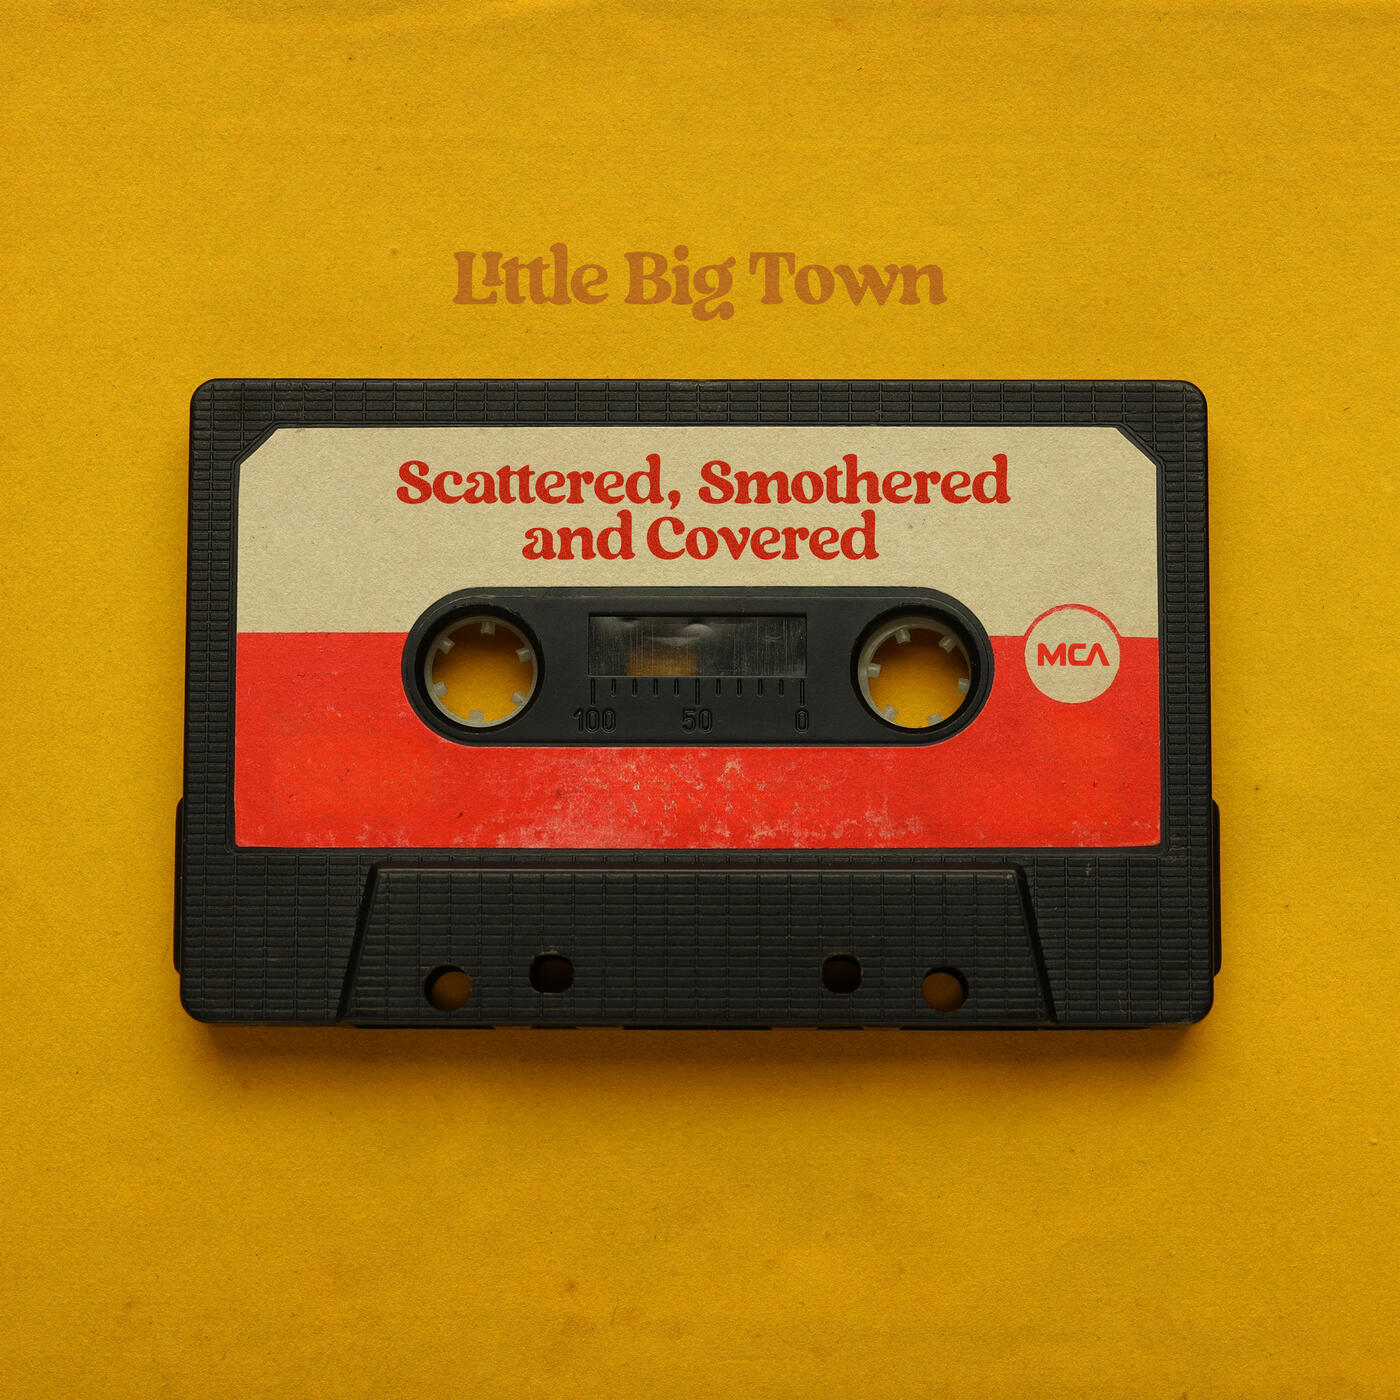 Little Big Town
Scattered, Smothered
and Covered
MCA
100 50 0